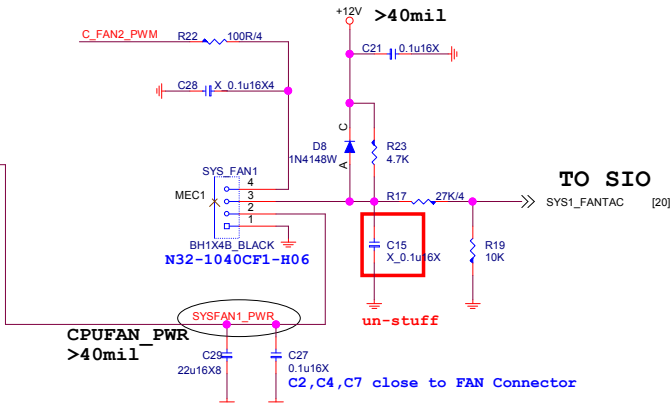 +12V >40mil
C_FAN2_PWM R22 100R/4
C21 0.1u16X
C28 X_0.1u16X4
D8
1N4148W
C
A
R23
4.7K
SYS_FAN1
MEC1
4
3
2
1
R17 27K/4
TO SIO
SYS1_FANTAC [20]
BH1X4B_BLACK
N32-1040CF1-H06
C15
X_0.1u16X
R19
10K
un-stuff
SYSFAN1_PWR
CPUFAN_PWR
>40mil
C29
22u16X8
C27
0.1u16X
C2,C4,C7 close to FAN Connector